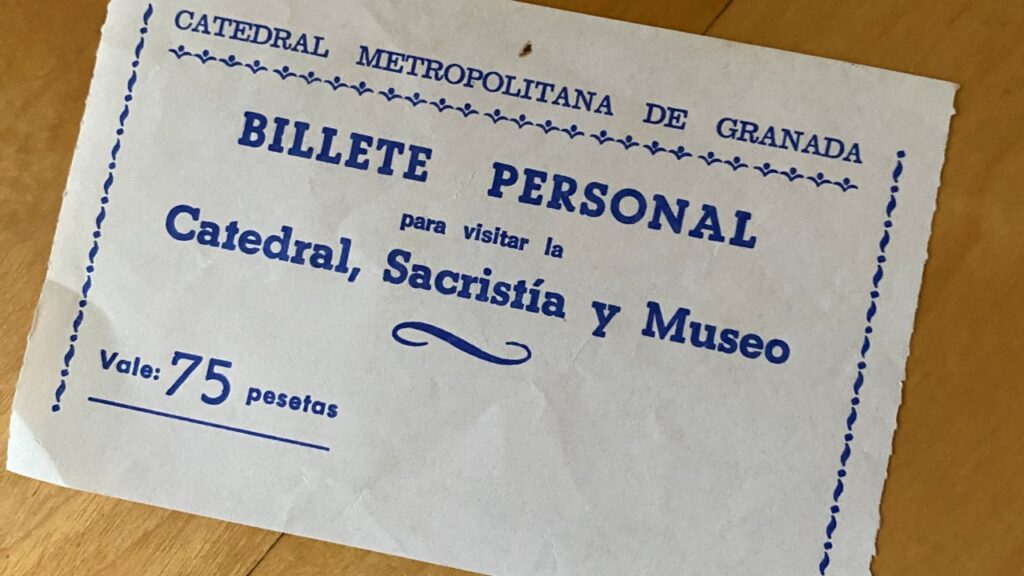 CATEDRAL METROPOLITANA DE GRANADA
BILLETE PERSONAL
para visitar la
Catedral, Sacristía y Museo
Vale: 75 pesetas